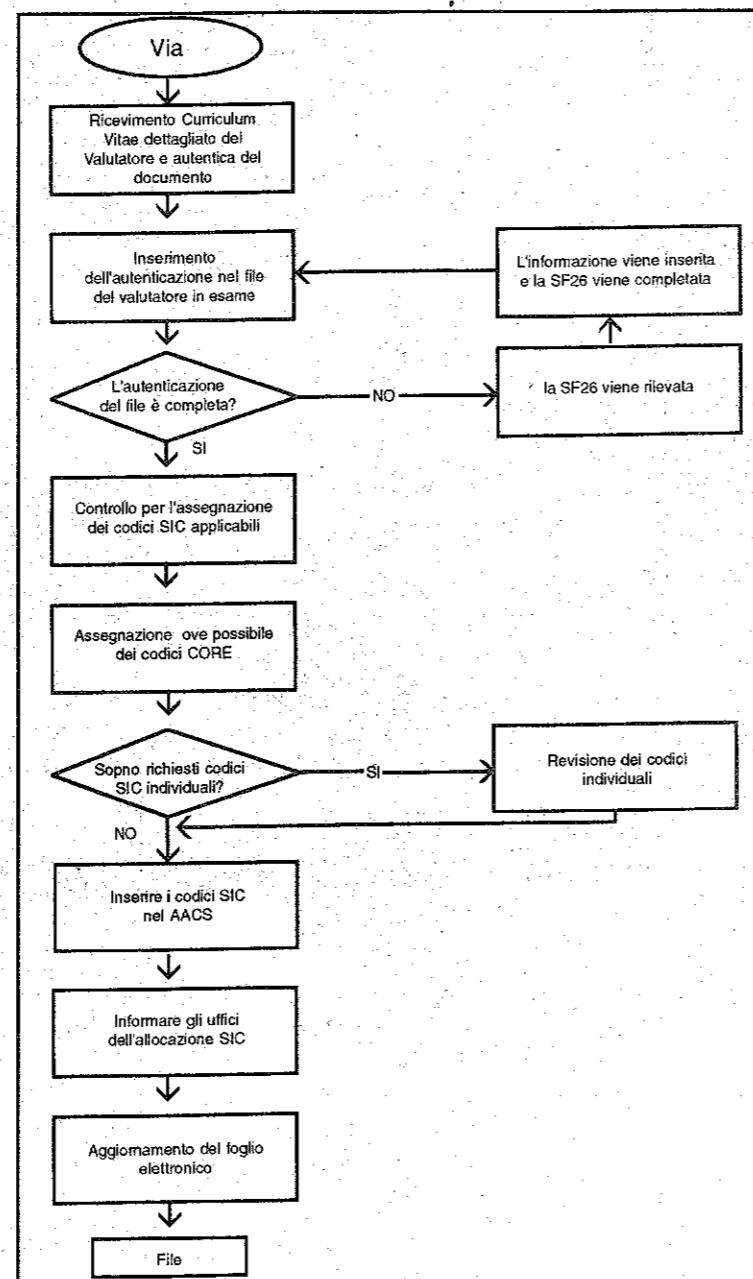 Via
Ricevimento Curriculum
Vitae dettagliato del
Valutatore e autentica del
documento
Inserimento
dell'autenticazione nel file
del valutatore in esame
L'informazione viene inserita
e la SF26 viene completata
L'autenticazione
del file è completa?
NO
la SF26 viene rilevata
SI
Controllo per l'assegnazione
dei codici SIC applicabili
Assegnazione ove possibile
dei codici CORE
Sopno richiesti codici
SIC individuali?
SI
Revisione dei codici
individuali
NO
Inserire i codici SIC
nel AACS
Informare gli uffici
dell'allocazione SIC
Aggiornamento del foglio
elettronico
File